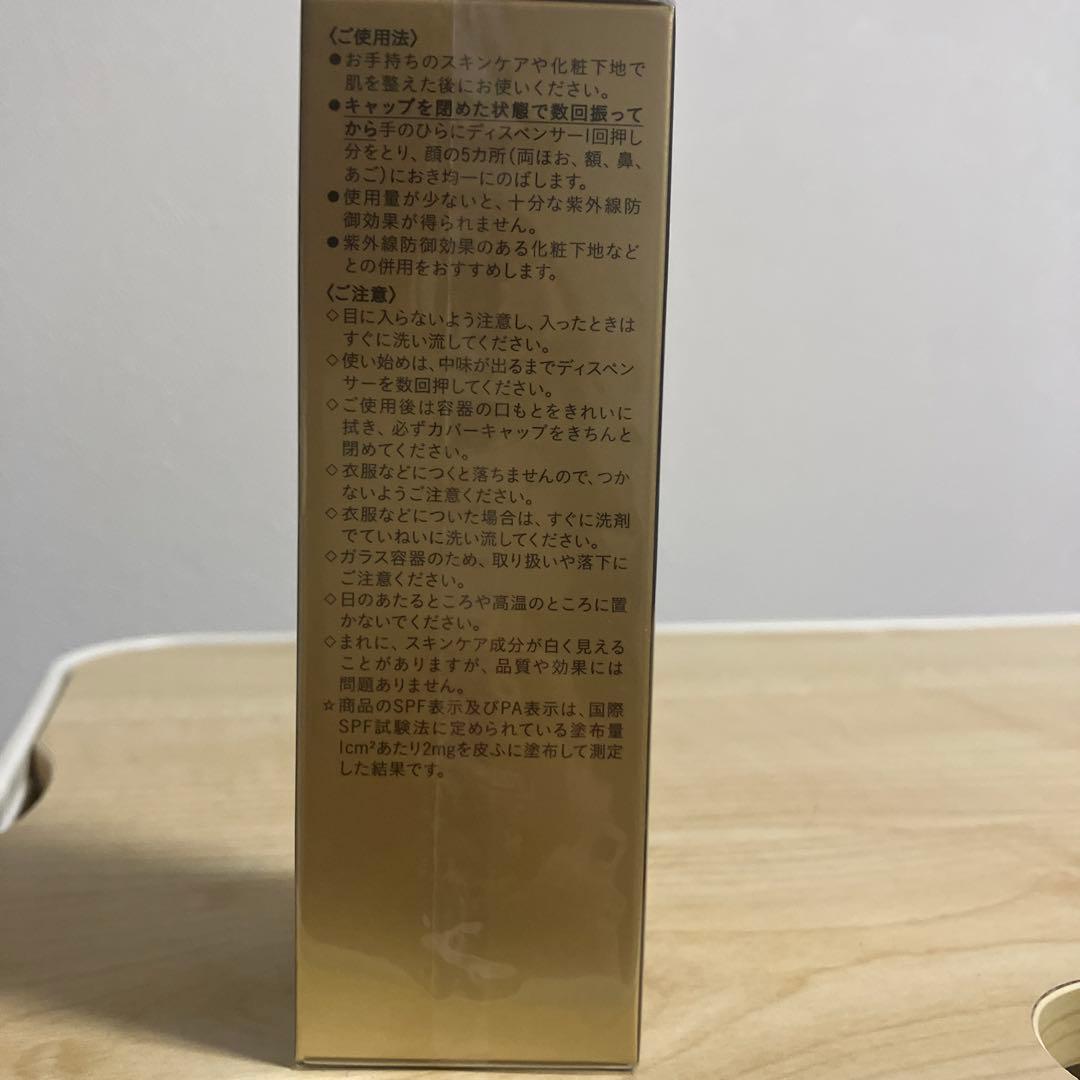 〈ご使用法〉
●お手持ちのスキンケアや化粧下地で
肌を整えた後にお使いください。
●キャップを閉めた状態で数回振って
から手のひらにディスペンサー1回押し
分をとり、顔の5カ所(両ほお、額、鼻、
あご)におき均一にのばします。
●使用量が少ないと、十分な紫外線防
御効果が得られません。
●紫外線防御効果のある化粧下地など
との併用をおすすめします。
〈ご注意〉
◇目に入らないよう注意し、入ったときは
すぐに洗い流してください。
◇使い始めは、中味が出るまでディスペン
サーを数回押してください。
◇ご使用後は容器の口もとをきれいに
拭き、必ずカバーキャップをきちんと
閉めてください。
◇衣服などにつくと落ちませんので、つか
ないようご注意ください。
◇衣服などについた場合は、すぐに洗剤
でていねいに洗い流してください。
◇ガラス容器のため、取り扱いや落下に
ご注意ください。
◇日のあたるところや高温のところに置
かないでください。
◇まれに、スキンケア成分が白く見える
ことがありますが、品質や効果には
問題ありません。
☆商品のSPF表示及びPA表示は、国際
SPF試験法に定められている塗布量
1cm²あたり2mgを皮ふに塗布して測定
した結果です。